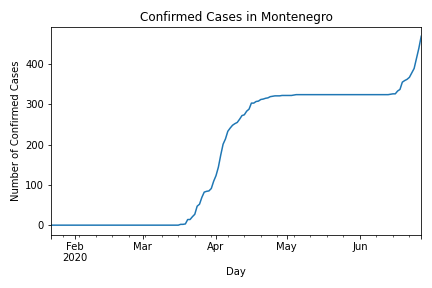 Confirmed Cases in Montenegro
Number of Confirmed Cases
400
300
200
100
0
Feb Mar Apr May Jun
2020
Day